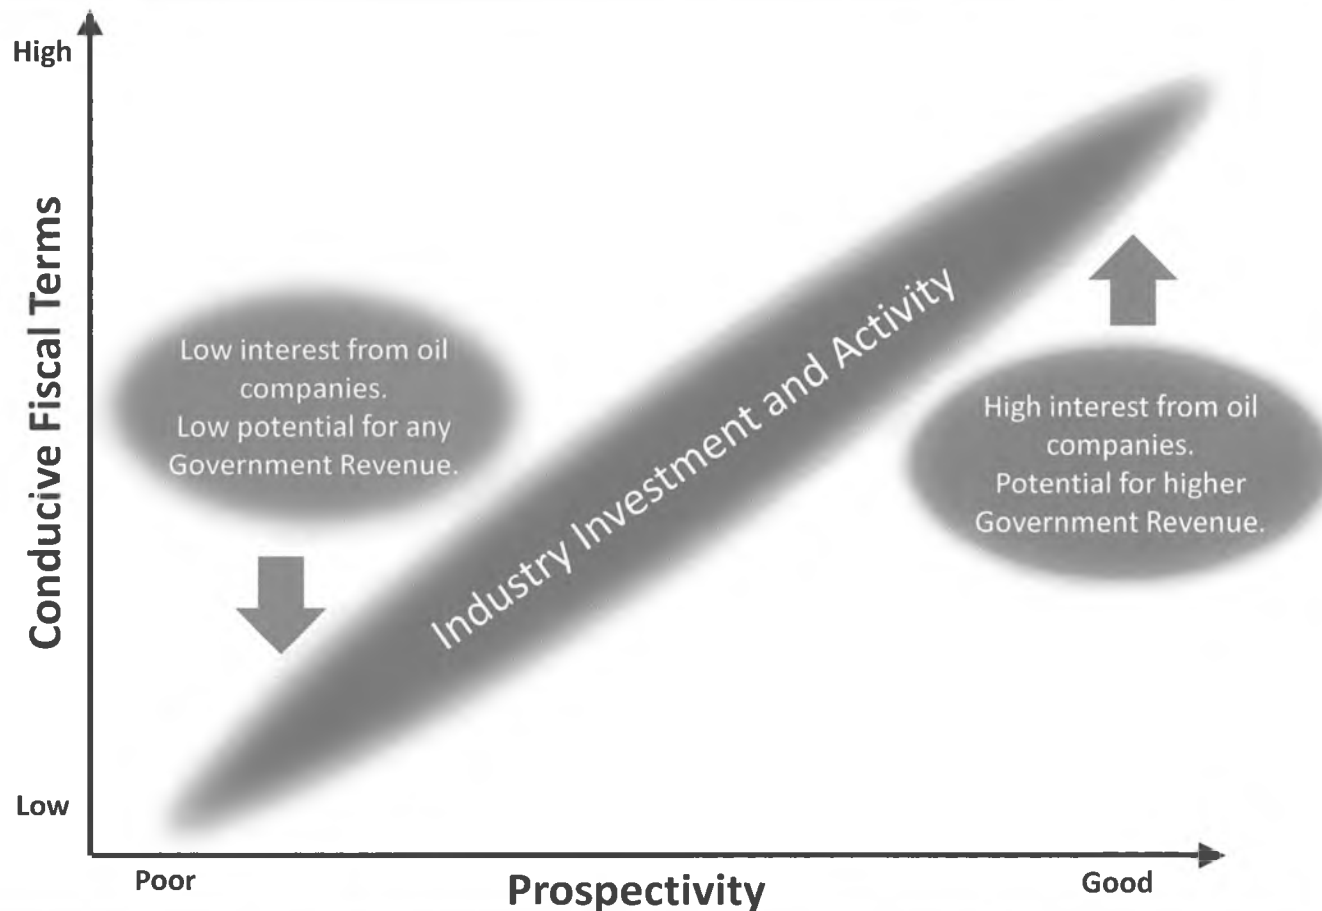 High
Conducive Fiscal Terms
Low interest from oil
companies.
Low potential for any
Government Revenue.
Industry Investment and Activity
High interest from oil
companies.
Potential for higher
Government Revenue.
Low
Poor
Prospectivity
Good